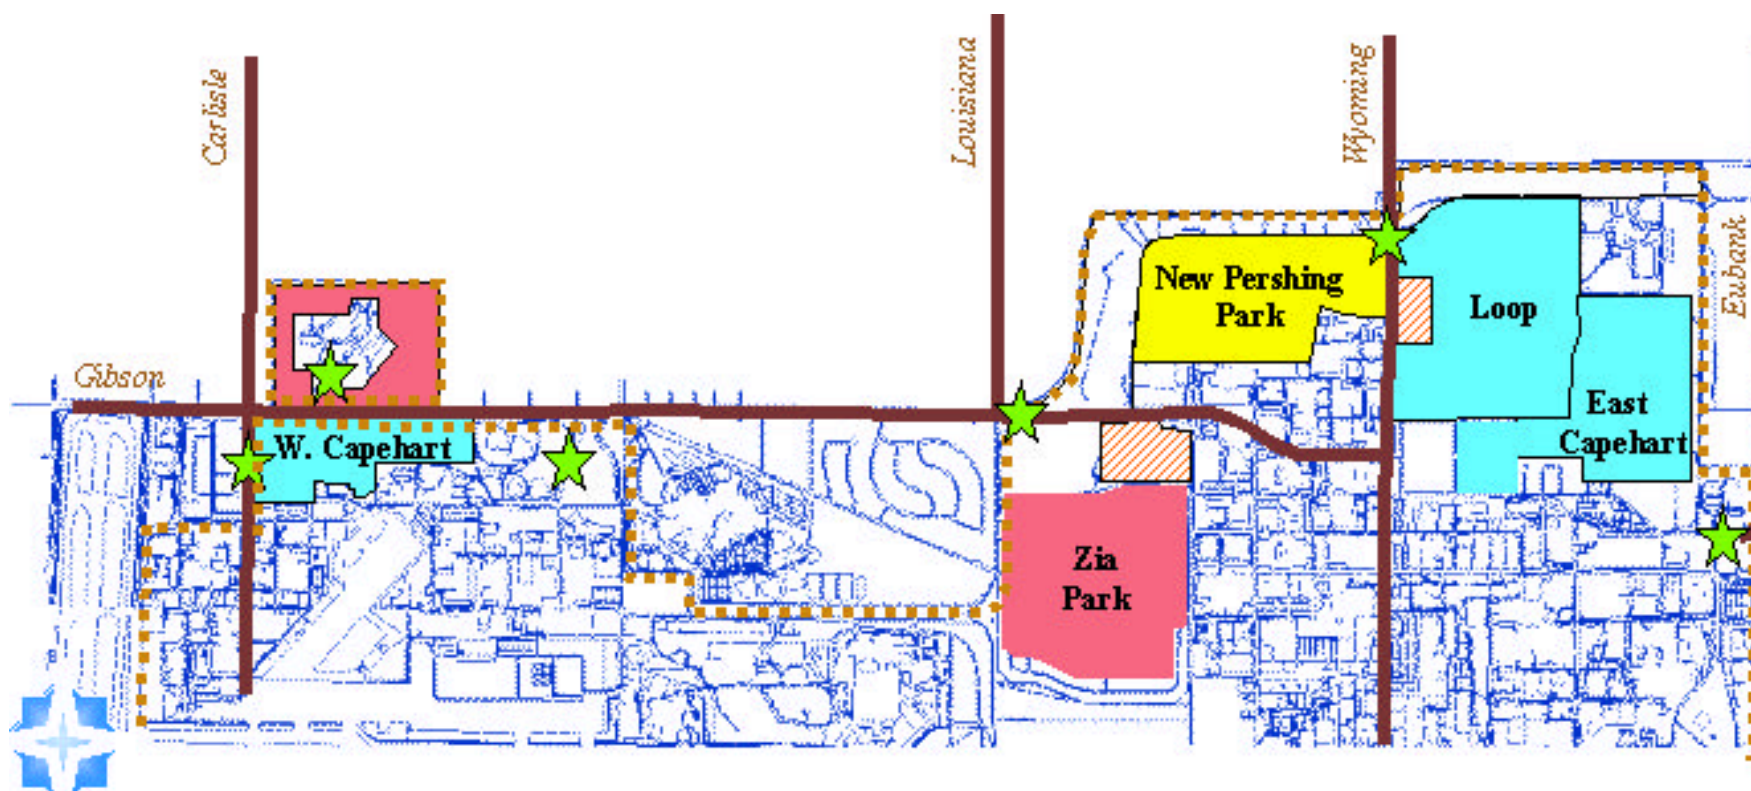 Carlisle
Louisiana
Wyoming
Eubank
Gibson
New Pershing
Park
Loop
East
Capehart
W. Capehart
Zia
Park